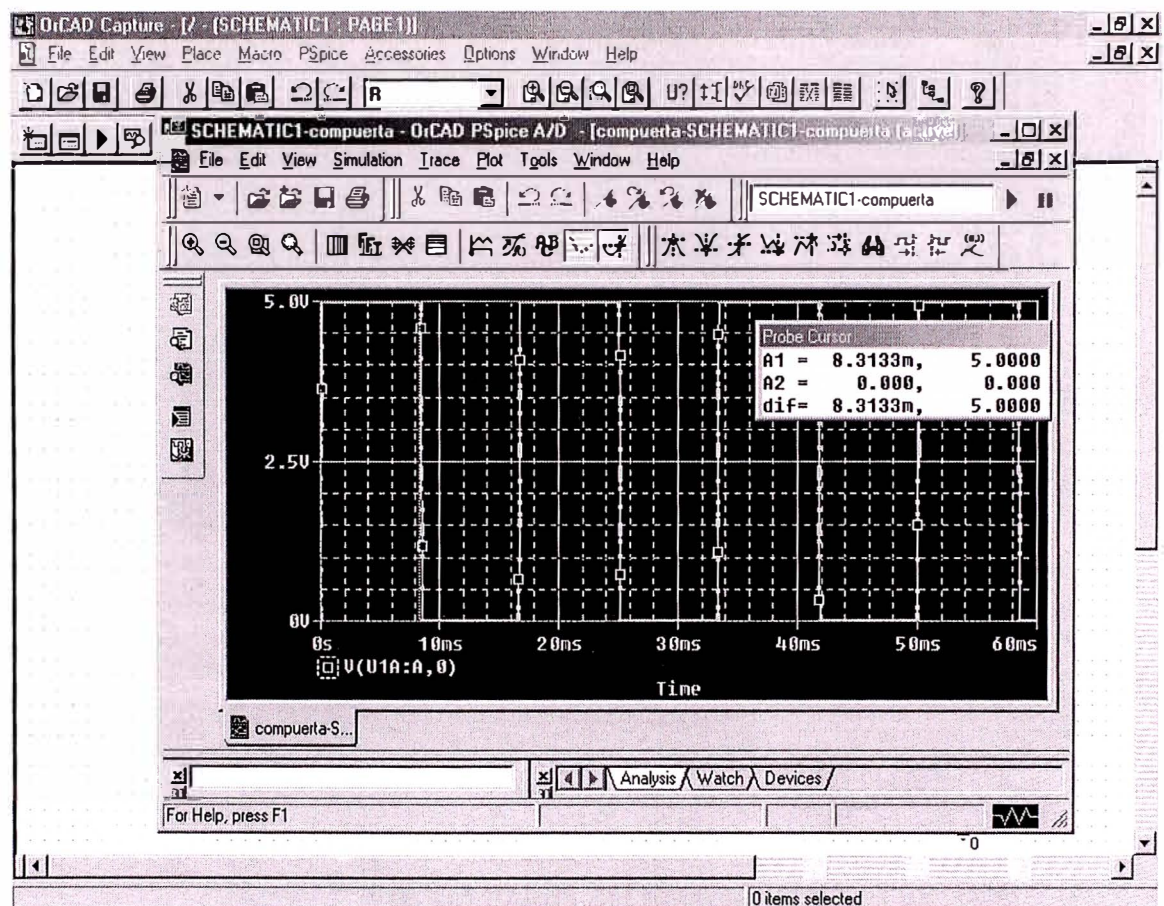 OrCAD Capture - [/ - (SCHEMATIC1 : PAGE1)]
File Edit View Place Macro PSpice Accessories Options Window Help
R
U?
SCHEMATIC1-compuerta - OrCAD PSpice A/D - [compuerta-SCHEMATIC1-compuerta (active)]
File Edit View Simulation Trace Plot Tools Window Help
SCHEMATIC1-compuerta
5.0V
2.5V
0V
Probe Cursor
A1 = 8.3133m, 5.0000
A2 = 0.000, 0.000
dif= 8.3133m, 5.0000
0s 10ms 20ms 30ms 40ms 50ms 60ms
V(U1A:A,0)
Time
compuerta-S...
Analysis Watch Devices
For Help, press F1
0
0 items selected